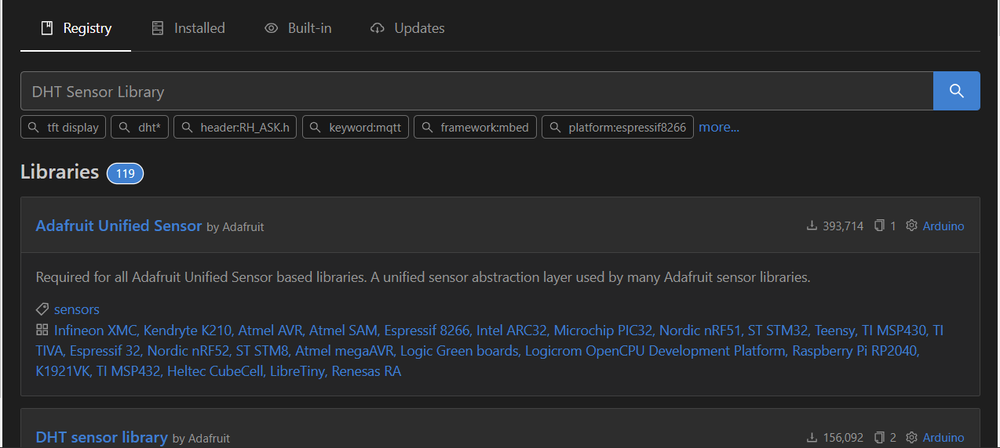 Registry Installed Built-in Updates
DHT Sensor Library
tft display dht* header:RH_ASK.h keyword:mqtt framework:mbed platform:espressif8266 more...
Libraries 119
Adafruit Unified Sensor by Adafruit 393,714 1 Arduino
Required for all Adafruit Unified Sensor based libraries. A unified sensor abstraction layer used by many Adafruit sensor libraries.
sensors
Infineon XMC, Kendryte K210, Atmel AVR, Atmel SAM, Espressif 8266, Intel ARC32, Microchip PIC32, Nordic nRF51, ST STM32, Teensy, TI MSP430, TI
TIVA, Espressif 32, Nordic nRF52, ST STM8, Atmel megaAVR, Logic Green boards, Logicrom OpenCPU Development Platform, Raspberry Pi RP2040,
K1921VK, TI MSP432, Heltec CubeCell, LibreTiny, Renesas RA
DHT sensor library by Adafruit 156,092 2 Arduino